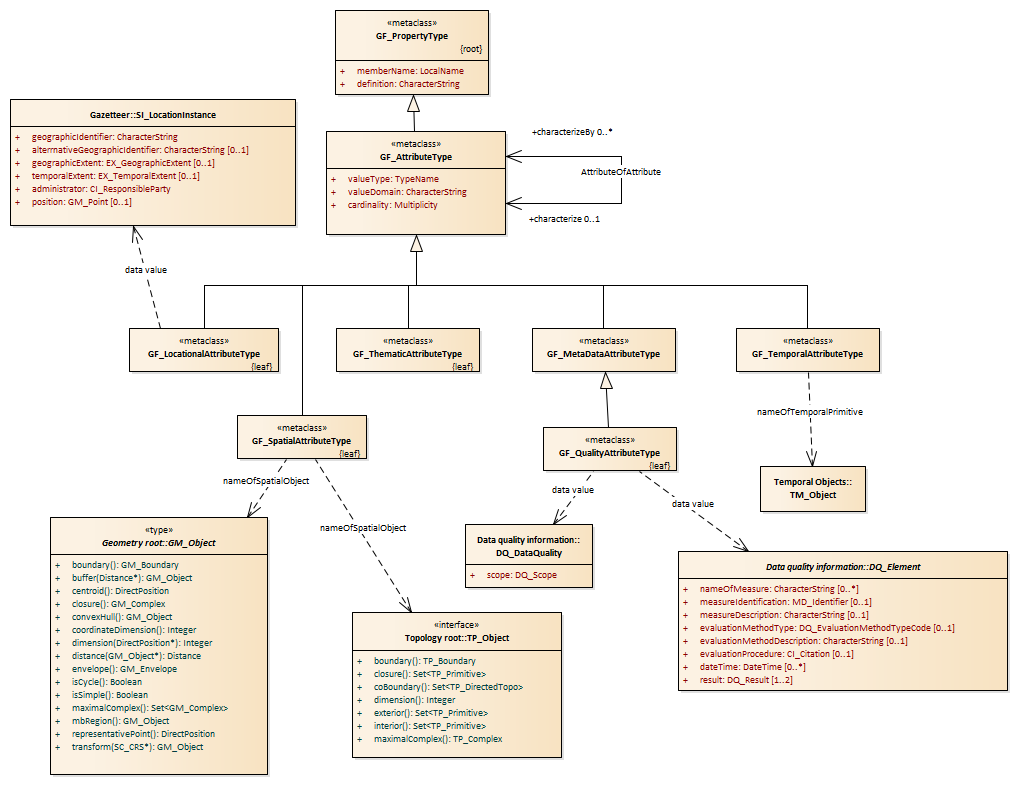 «metaclass»
GF_PropertyType
{root}
+ memberName: LocalName
+ definition: CharacterString
Gazetteer::SI_LocationInstance
+ geographicIdentifier: CharacterString
+ alternativeGeographicIdentifier: CharacterString [0..1]
+ geographicExtent: EX_GeographicExtent [0..1]
+ temporalExtent: EX_TemporalExtent [0..1]
+ administrator: CI_ResponsibleParty
+ position: GM_Point [0..1]
«metaclass»
GF_AttributeType
+ valueType: TypeName
+ valueDomain: CharacterString
+ cardinality: Multiplicity
+characterizeBy 0..*
AttributeOfAttribute
+characterize 0..1
data value
«metaclass»
GF_LocationalAttributeType
{leaf}
«metaclass»
GF_ThematicAttributeType
{leaf}
«metaclass»
GF_MetaDataAttributeType
«metaclass»
GF_TemporalAttributeType
nameOfTemporalPrimitive
«metaclass»
GF_SpatialAttributeType
{leaf}
«metaclass»
GF_QualityAttributeType
{leaf}
nameOfSpatialObject
nameOfSpatialObject
data value
data value
Temporal Objects::
TM_Object
«type»
Geometry root::GM_Object
+ boundary(): GM_Boundary
+ buffer(Distance*): GM_Object
+ centroid(): DirectPosition
+ closure(): GM_Complex
+ convexHull(): GM_Object
+ coordinateDimension(): Integer
+ dimension(DirectPosition*): Integer
+ distance(GM_Object*): Distance
+ envelope(): GM_Envelope
+ isCycle(): Boolean
+ isSimple(): Boolean
+ maximalComplex(): Set<GM_Complex>
+ mbRegion(): GM_Object
+ representativePoint(): DirectPosition
+ transform(SC_CRS*): GM_Object
Data quality information::
DQ_DataQuality
+ scope: DQ_Scope
Data quality information::DQ_Element
+ nameOfMeasure: CharacterString [0..*]
+ measureIdentification: MD_Identifier [0..1]
+ measureDescription: CharacterString [0..1]
+ evaluationMethodType: DQ_EvaluationMethodTypeCode [0..1]
+ evaluationMethodDescription: CharacterString [0..1]
+ evaluationProcedure: CI_Citation [0..1]
+ dateTime: DateTime [0..*]
+ result: DQ_Result [1..2]
«interface»
Topology root::TP_Object
+ boundary(): TP_Boundary
+ closure(): Set<TP_Primitive>
+ coBoundary(): Set<TP_DirectedTopo>
+ dimension(): Integer
+ exterior(): Set<TP_Primitive>
+ interior(): Set<TP_Primitive>
+ maximalComplex(): TP_Complex